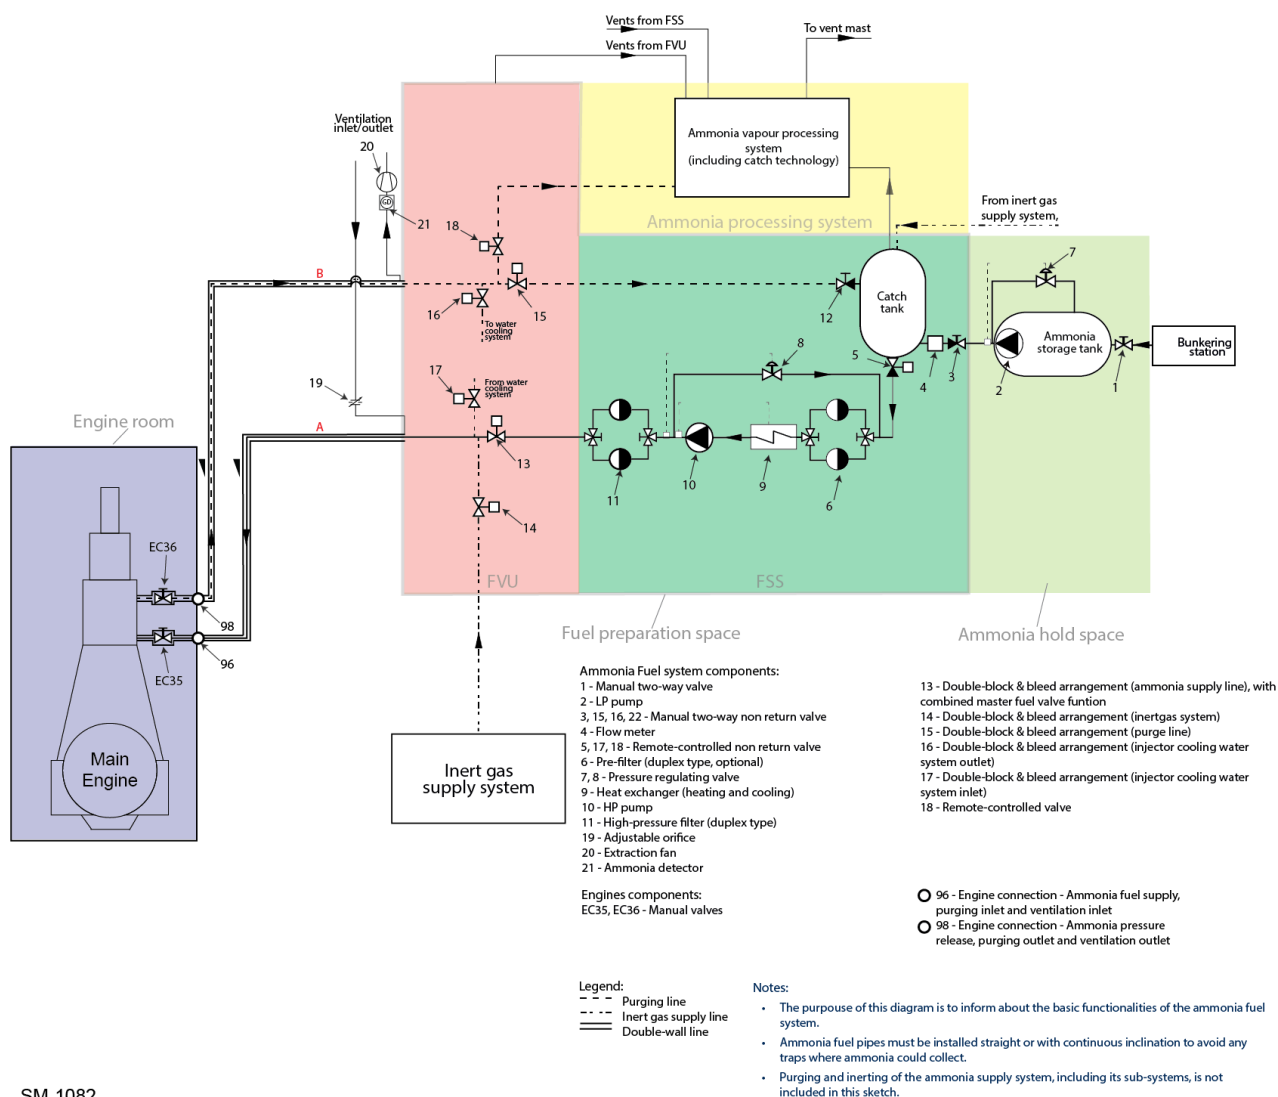 Vents from FSS
To vent mast
Vents from FVU
Ventilation
inlet/outlet
20
GD
21
Ammonia vapour processing
system
(including catch technology)
From inert gas
supply system,
18
Ammonia processing system
7
B
16
15
To water
cooling
system
12
Catch
tank
Ammonia
storage tank
Bunkering
station
8
5
4
3
2
1
17
From water
cooling
system
19
A
13
Engine room
11
10
9
6
14
EC36
98
96
EC35
FVU
FSS
Fuel preparation space
Ammonia hold space
Main
Engine
Inert gas
supply system
Ammonia Fuel system components:
1 - Manual two-way valve
2 - LP pump
3, 15, 16, 22 - Manual two-way non return valve
4 - Flow meter
5, 17, 18 - Remote-controlled non return valve
6 - Pre-filter (duplex type, optional)
7, 8 - Pressure regulating valve
9 - Heat exchanger (heating and cooling)
10 - HP pump
11 - High-pressure filter (duplex type)
19 - Adjustable orifice
20 - Extraction fan
21 - Ammonia detector
13 - Double-block & bleed arrangement (ammonia supply line), with
combined master fuel valve funtion
14 - Double-block & bleed arrangement (inertgas system)
15 - Double-block & bleed arrangement (purge line)
16 - Double-block & bleed arrangement (injector cooling water
system outlet)
17 - Double-block & bleed arrangement (injector cooling water
system inlet)
18 - Remote-controlled valve
Engines components:
EC35, EC36 - Manual valves
96 - Engine connection - Ammonia fuel supply,
purging inlet and ventilation inlet
98 - Engine connection - Ammonia pressure
release, purging outlet and ventilation outlet
Legend:
Purging line
Inert gas supply line
Double-wall line
Notes:
• The purpouse of this diagram is to inform about the basic functionalities of the ammonia fuel
system.
• Ammonia fuel pipes must be installed straight or with continuous inclination to avoid any
traps where ammonia could collect.
• Purging and inerting of the ammonia supply system, including its sub-systems, is not
included in this sketch.
SM-1082